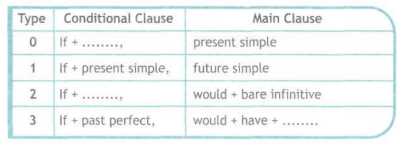 Type Conditional Clause Main Clause
0 If + ........, present simple
1 If + present simple, future simple
2 If + ........, would + bare infinitive
3 If + past perfect, would + have + ........